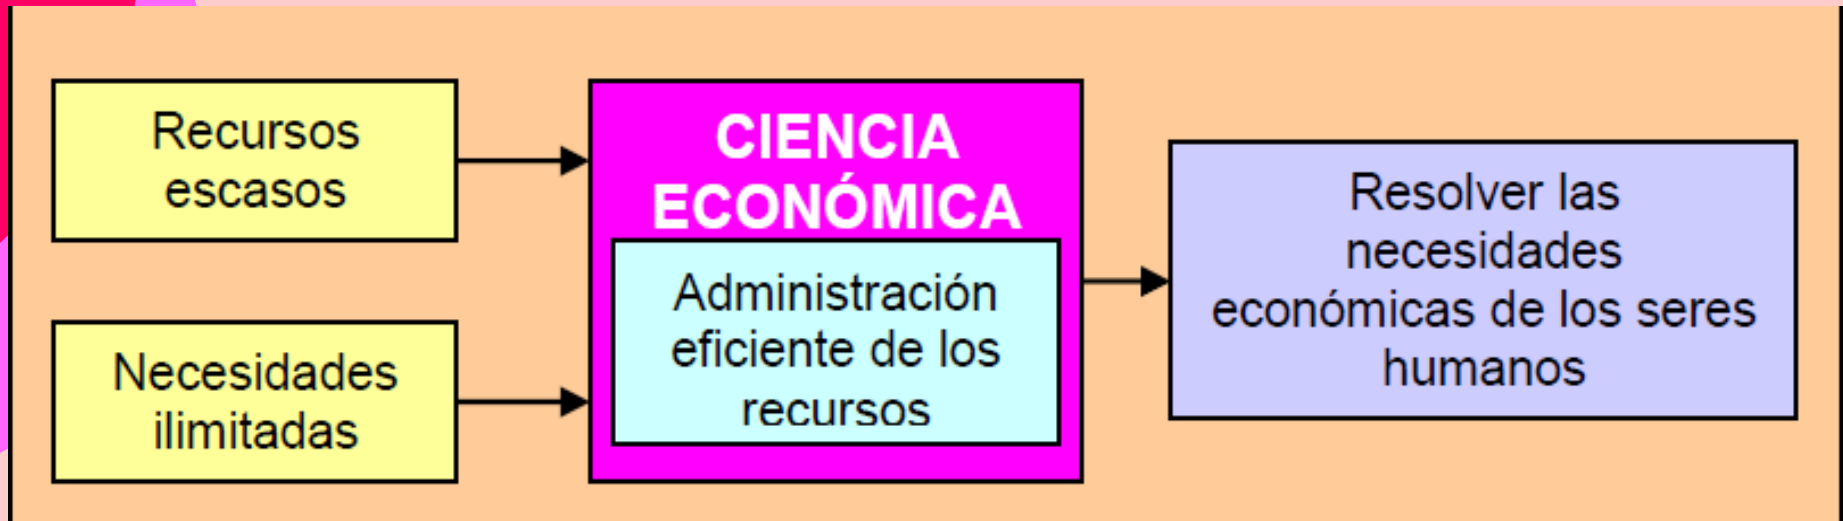 Recursos
escasos
Necesidades
ilimitadas
CIENCIA
ECONÓMICA
Administración
eficiente de los
recursos
Resolver las
necesidades
económicas de los seres
humanos